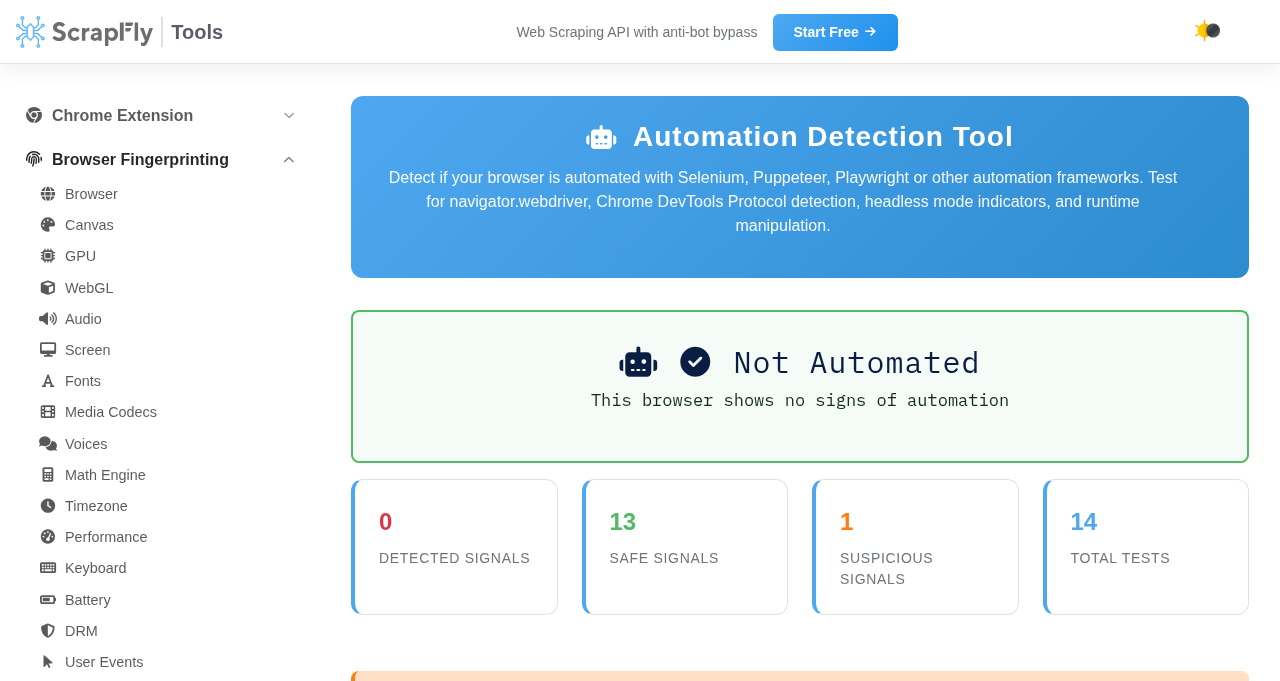 ScrapFly Tools
Web Scraping API with anti-bot bypass
Start Free
Chrome Extension
Browser Fingerprinting
Browser
Canvas
GPU
WebGL
Audio
Screen
Fonts
Media Codecs
Voices
Math Engine
Timezone
Performance
Keyboard
Battery
DRM
User Events
Automation Detection Tool
Detect if your browser is automated with Selenium, Puppeteer, Playwright or other automation frameworks. Test
for navigator.webdriver, Chrome DevTools Protocol detection, headless mode indicators, and runtime
manipulation.
Not Automated
This browser shows no signs of automation
0
DETECTED SIGNALS
13
SAFE SIGNALS
1
SUSPICIOUS
SIGNALS
14
TOTAL TESTS